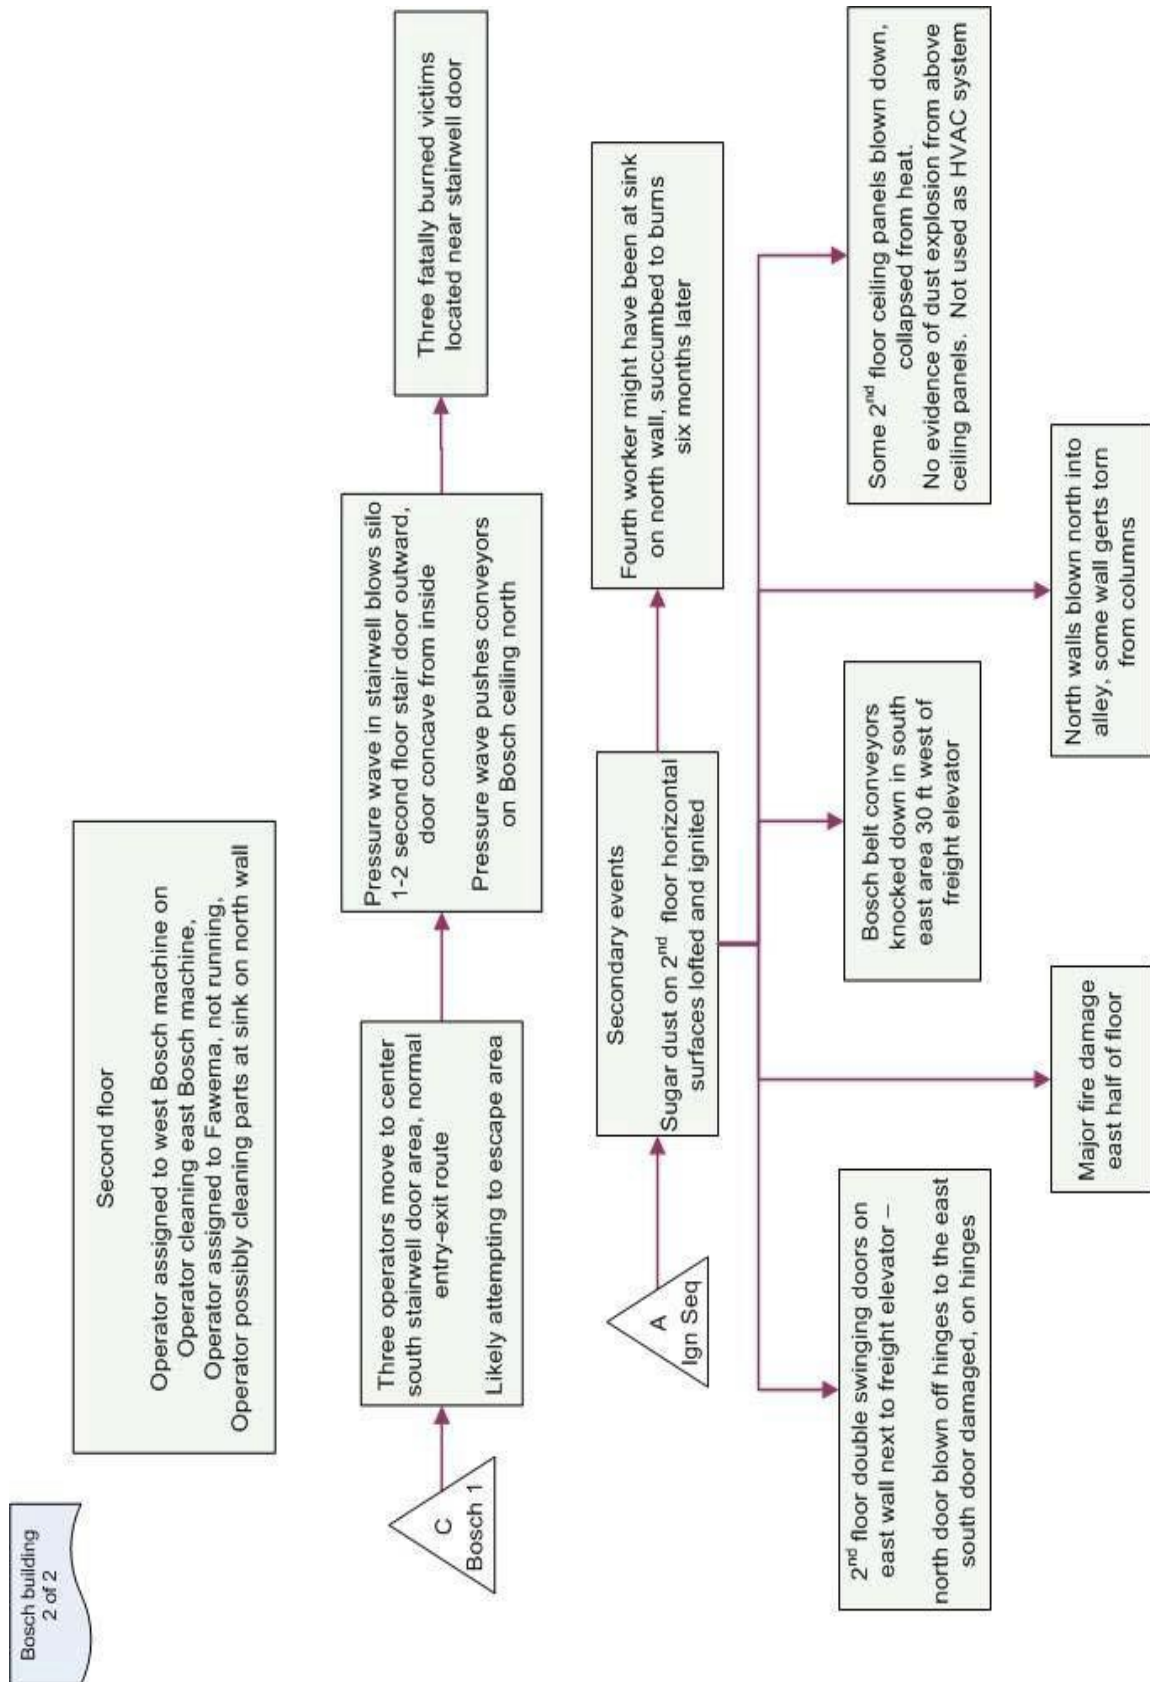 Bosch building
2 of 2
Second floor
Operator assigned to west Bosch machine on
Operator cleaning east Bosch machine,
Operator assigned to Fawema, not running,
Operator possibly cleaning parts at sink on north wall
C
Bosch 1
Three operators move to center
south stairwell door area, normal
entry-exit route
Likely attempting to escape area
Pressure wave in stairwell blows silo
1-2 second floor stair door outward,
door concave from inside
Pressure wave pushes conveyors
on Bosch ceiling north
Three fatally burned victims
located near stairwell door
A
Ign Seq
Secondary events
Sugar dust on 2nd floor horizontal
surfaces lofted and ignited
Fourth worker might have been at sink
on north wall, succumbed to burns
six months later
2nd floor double swinging doors on
east wall next to freight elevator –
north door blown off hinges to the east
south door damaged, on hinges
Major fire damage
east half of floor
Bosch belt conveyors
knocked down in south
east area 30 ft west of
freight elevator
North walls blown north into
alley, some wall gerts torn
from columns
Some 2nd floor ceiling panels blown down,
collapsed from heat.
No evidence of dust explosion from above
ceiling panels. Not used as HVAC system